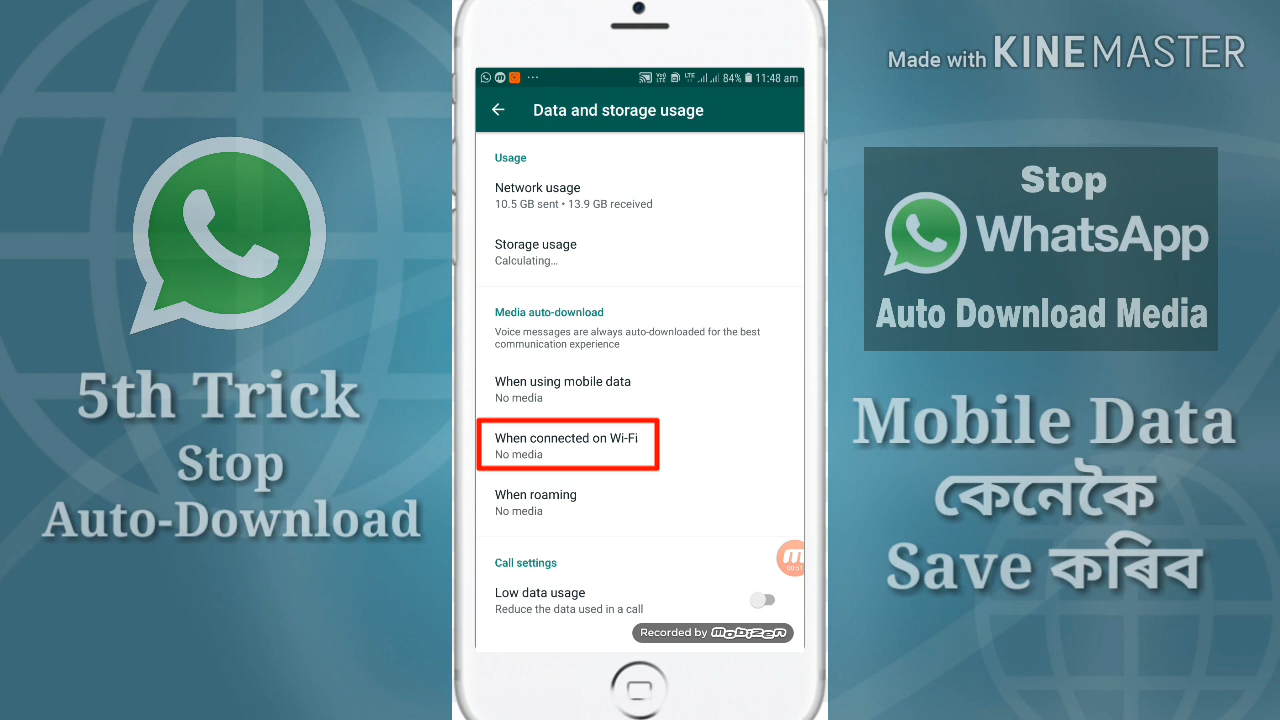 5th Trick
Stop
Auto-Download
84% 11:48 am
Data and storage usage
Usage
Network usage
10.5 GB sent • 13.9 GB received
Storage usage
Calculating...
Media auto-download
Voice messages are always auto-downloaded for the best
communication experience
When using mobile data
No media
When connected on Wi-Fi
No media
When roaming
No media
Call settings
00:51
Low data usage
Reduce the data used in a call
Recorded by MOBIZEN
Made with KINEMASTER
Stop
WhatsApp
Auto Download Media
Mobile Data
কেনেকৈ
Save কৰিব